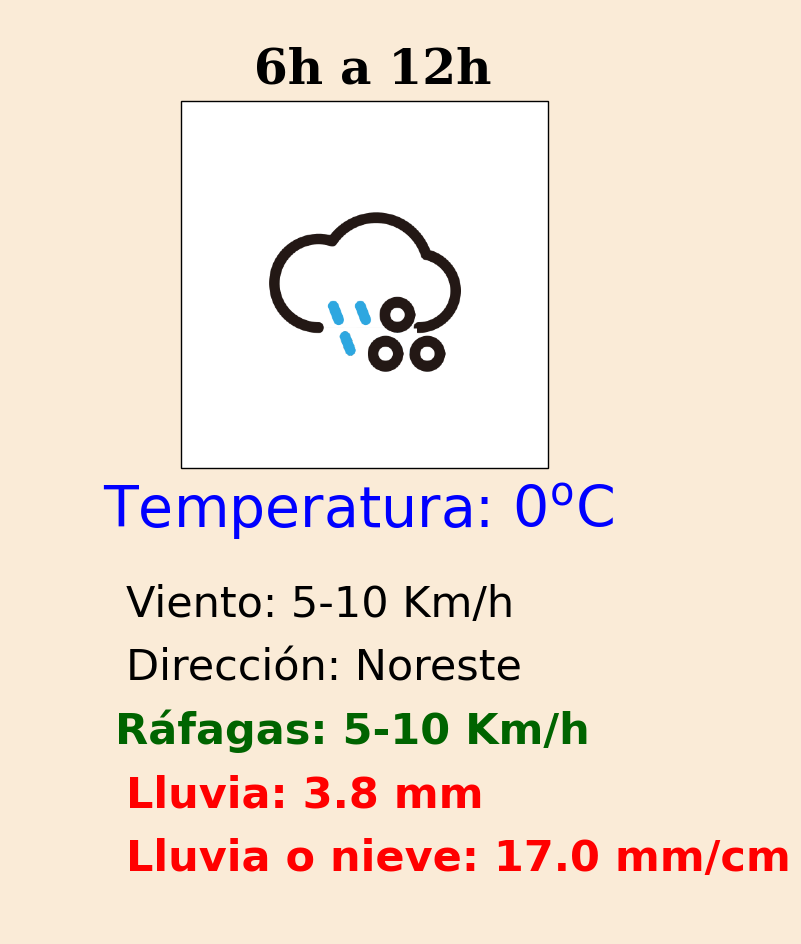 6h a 12h
Temperatura: 0ºC
Viento: 5-10 Km/h
Dirección: Noreste
Ráfagas: 5-10 Km/h
Lluvia: 3.8 mm
Lluvia o nieve: 17.0 mm/cm